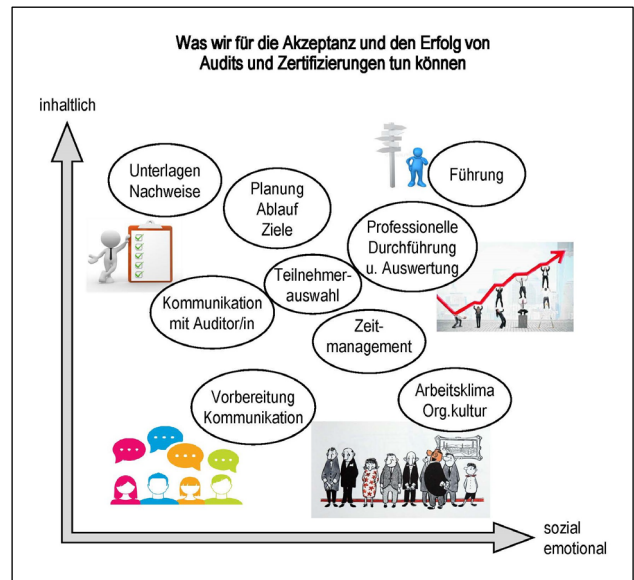 Was wir für die Akzeptanz und den Erfolg von
Audits und Zertifizierungen tun können
inhaltlich
Unterlagen
Nachweise
Planung
Ablauf
Ziele
Führung
Professionelle
Durchführung
u. Auswertung
Teilnehmer-
auswahl
Kommunikation
mit Auditor/in
Zeit-
management
Vorbereitung
Kommunikation
Arbeitsklima
Org.kultur
sozial
emotional